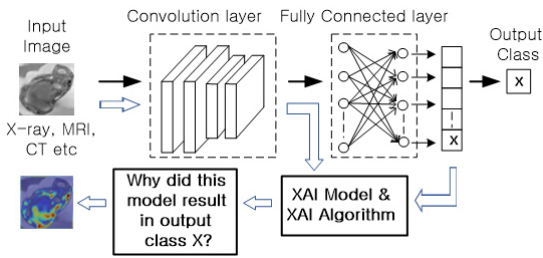 Convolution layer
Fully Connected layer
Input
Image
Output
Class
X
X-ray, MRI,
CT etc
X
Why did this
model result
in output
class X?
XAI Model &
XAI Algorithm